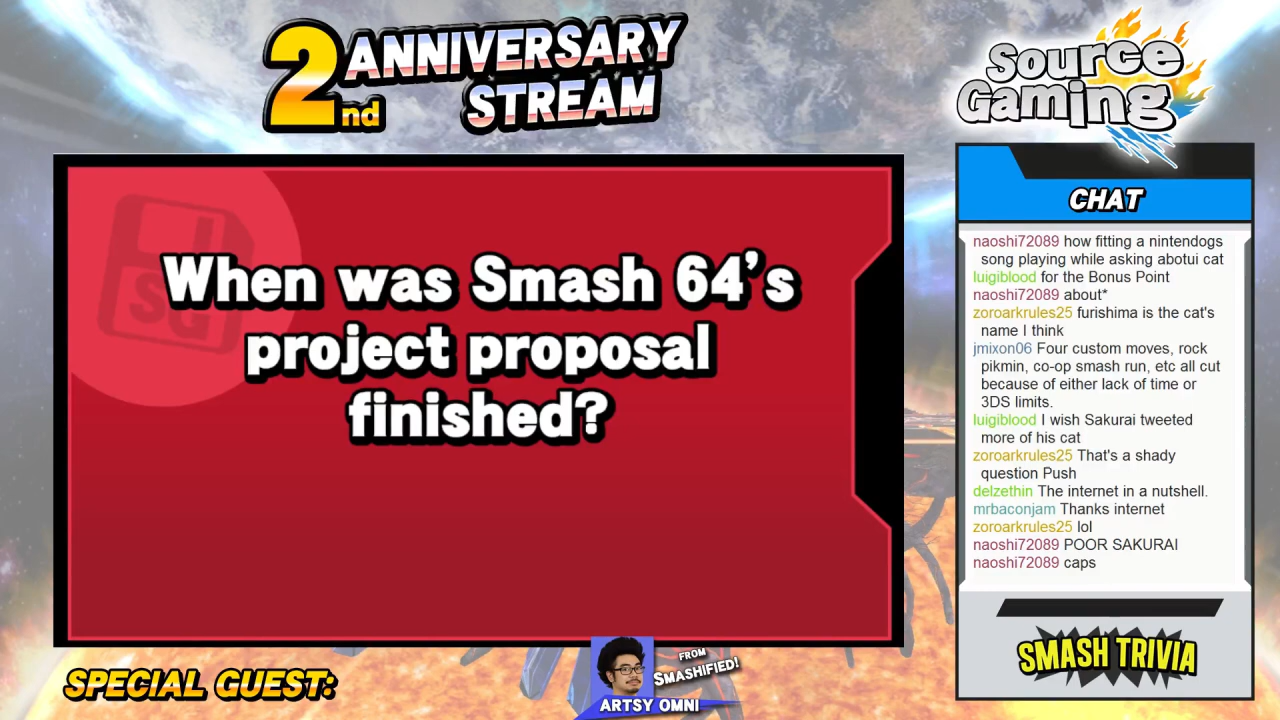 2nd ANNIVERSARY
STREAM
Source
Gaming
SG
When was Smash 64's
project proposal
finished?
CHAT
naoshi72089 how fitting a nintendogs
song playing while asking abotui cat
luigiblood for the Bonus Point
naoshi72089 about*
zoroarkrules25 furishima is the cat's
name I think
jmixon06 Four custom moves, rock
pikmin, co-op smash run, etc all cut
because of either lack of time or
3DS limits.
luigiblood I wish Sakurai tweeted
more of his cat
zoroarkrules25 That's a shady
question Push
delzethin The internet in a nutshell.
mrbaconjam Thanks internet
zoroarkrules25 lol
naoshi72089 POOR SAKURAI
naoshi72089 caps
SMASH TRIVIA
SPECIAL GUEST:
FROM
SMASHIFIED!
ARTSY OMNI